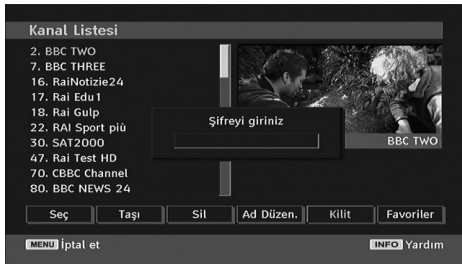 Kanal Listesi
2. BBC TWO
7. BBC THREE
16. RaiNotizie24
17. Rai Edu1
18. Rai Gulp
22. RAI Sport più
30. SAT2000
47. Rai Test HD
70. CBBC Channel
80. BBC NEWS 24
Şifreyi giriniz
BBC TWO
Seç Taşı Sil Ad Düzen. Kilit Favoriler
MENU İptal et INFO Yardım